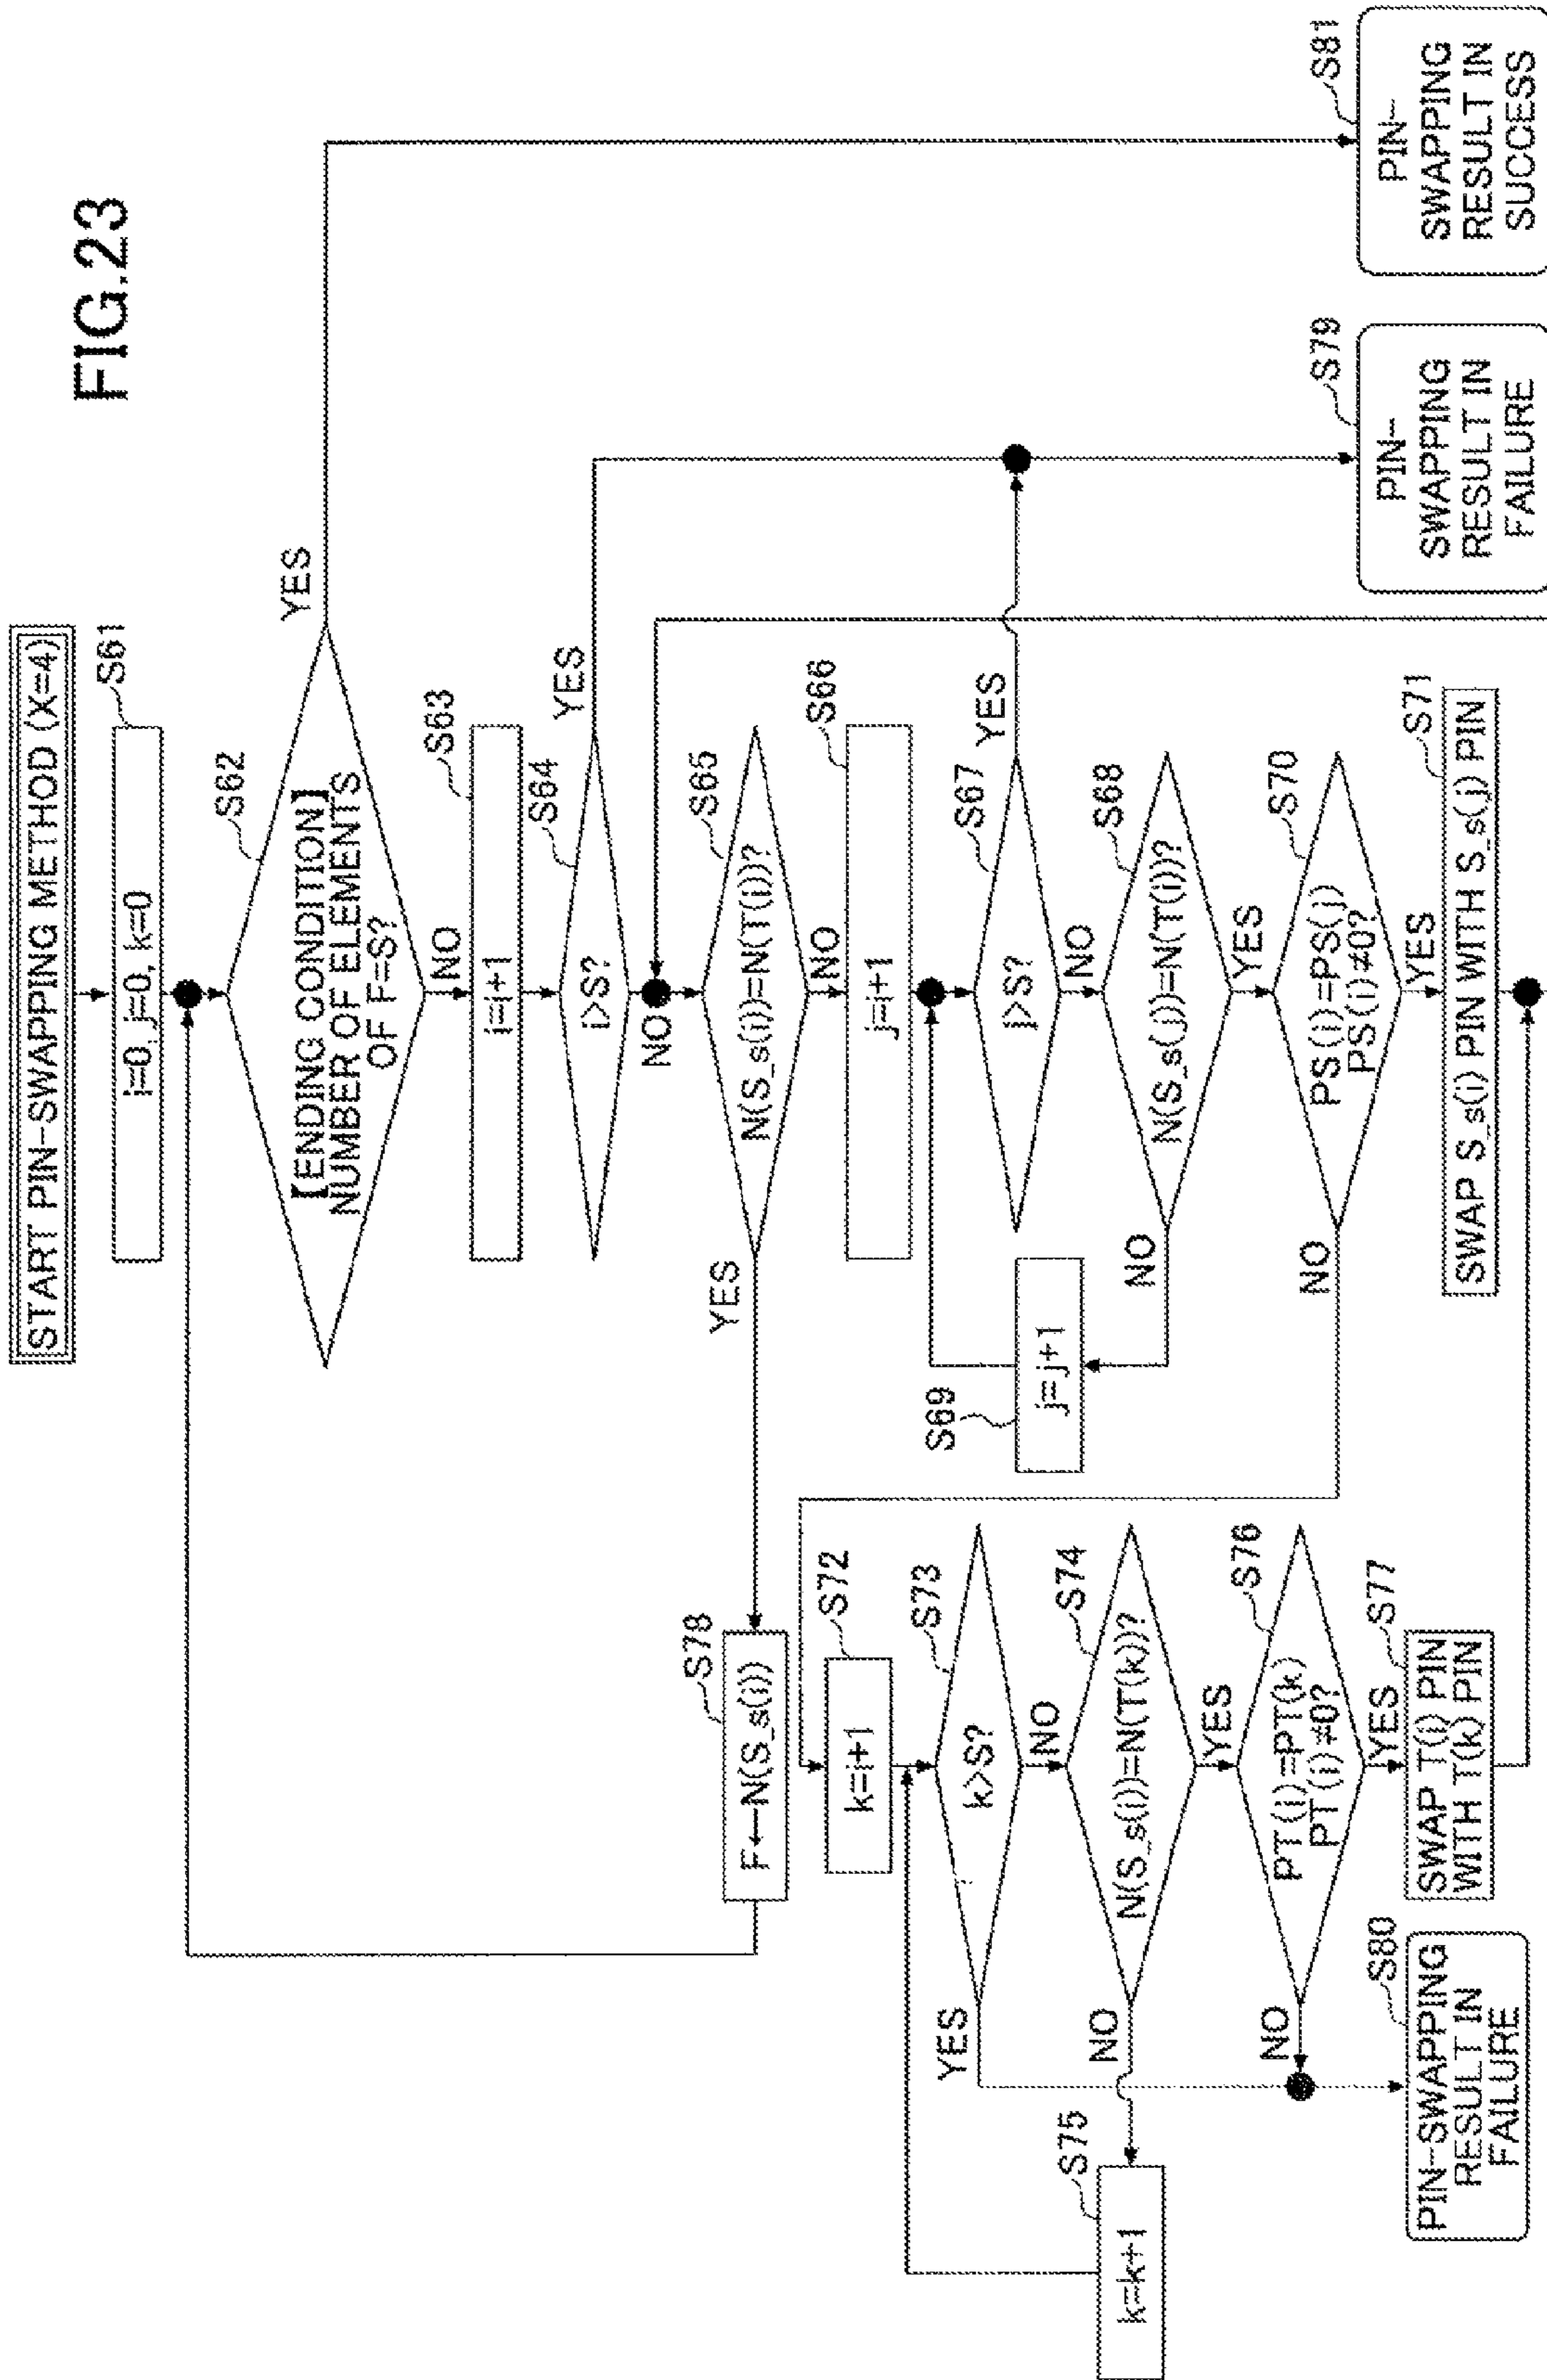 FIG.23
START PIN-SWAPPING METHOD (X=4)
S61
i=0, j=0, k=0
S62
【ENDING CONDITION】
NUMBER OF ELEMENTS
OF F=S?
YES
NO
S63
i=i+1
S64
i>S?
YES
NO
S65
N(S_s(i))=N(T(i))?
YES
NO
S66
j=i+1
S67
j>S?
YES
NO
S68
N(S_s(j))=N(T(i))?
NO
YES
S69
j=j+1
S70
PS(i)=PS(j)
PS(i)≠0?
NO
YES
S71
SWAP S_s(i) PIN WITH S_s(j) PIN
S78
F←N(S_s(i))
S72
k=i+1
S73
k>S?
YES
NO
S74
N(S_s(i))=N(T(k))?
NO
YES
S75
k=k+1
S76
PT(i)=PT(k)
PT(i)≠0?
NO
YES
S77
SWAP T(i) PIN
WITH T(k) PIN
S80
PIN-SWAPPING
RESULT IN
FAILURE
S79
PIN-
SWAPPING
RESULT IN
FAILURE
S81
PIN-
SWAPPING
RESULT IN
SUCCESS